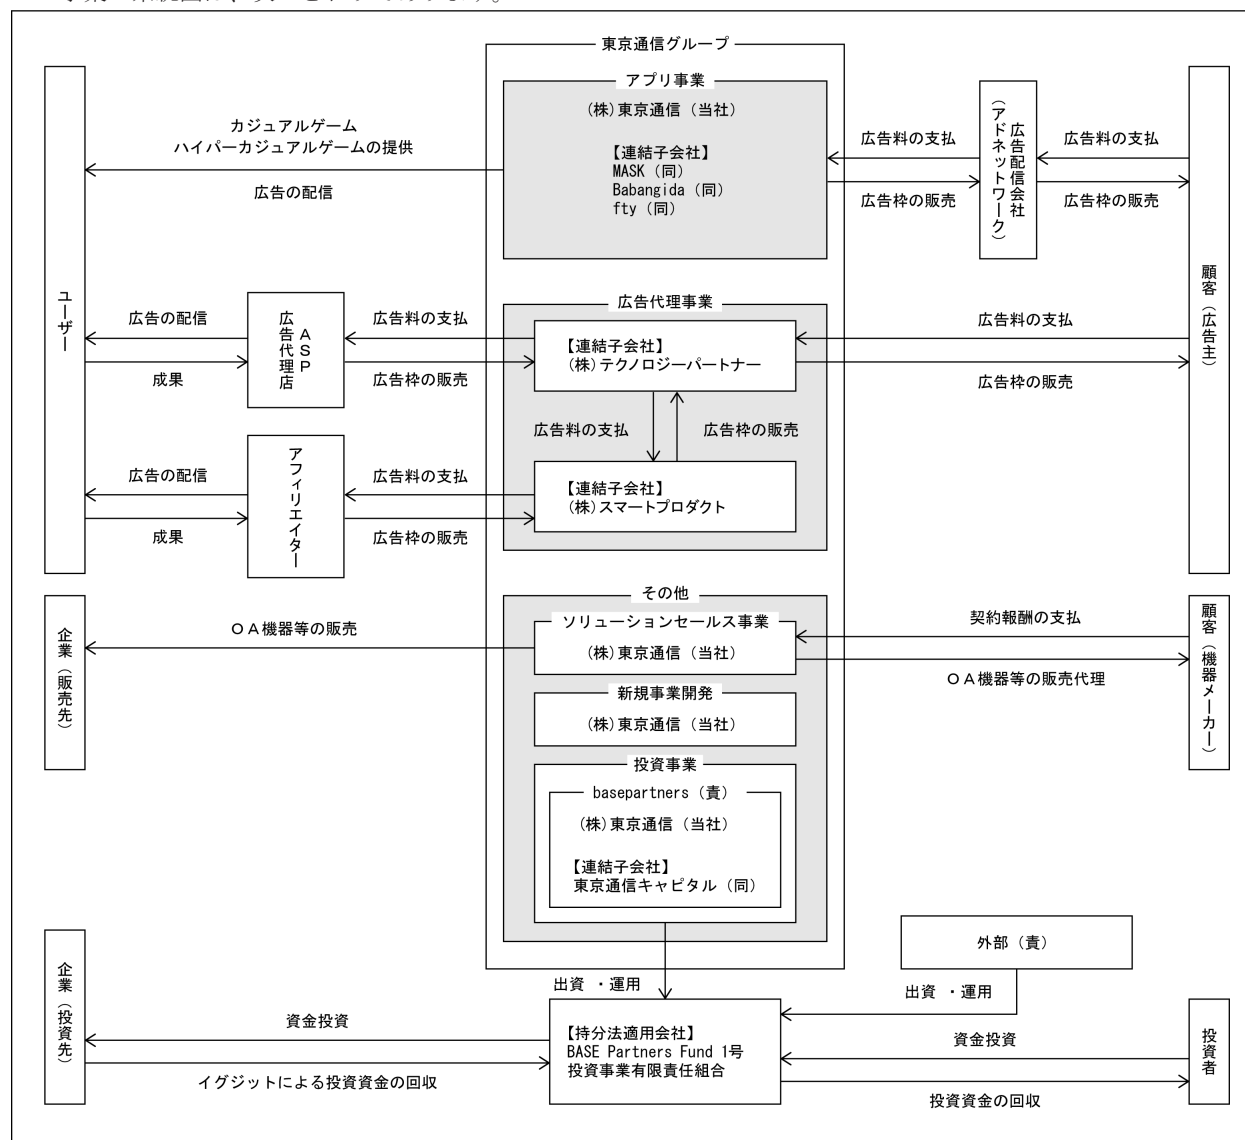 東京通信グループ
アプリ事業
(株)東京通信(当社)
【連結子会社】
MASK(同)
Babangida(同)
fty(同)
カジュアルゲーム
ハイパーカジュアルゲームの提供
広告の配信
広告料の支払
広告枠の販売
広告配信会社
(アドネットワーク)
広告料の支払
広告枠の販売
ユーザー
顧客(広告主)
広告代理事業
広告の配信
成果
ASP
広告代理店
広告料の支払
広告枠の販売
【連結子会社】
(株)テクノロジーパートナー
広告料の支払
広告枠の販売
広告料の支払
広告枠の販売
広告の配信
成果
アフィリエイター
広告料の支払
広告枠の販売
【連結子会社】
(株)スマートプロダクト
その他
企業(販売先)
OA機器等の販売
ソリューションセールス事業
(株)東京通信(当社)
契約報酬の支払
OA機器等の販売代理
顧客(機器メーカー)
新規事業開発
(株)東京通信(当社)
投資事業
basepartners(責)
(株)東京通信(当社)
【連結子会社】
東京通信キャピタル(同)
外部(責)
出資・運用
出資・運用
企業(投資先)
資金投資
イグジットによる投資資金の回収
【持分法適用会社】
BASE Partners Fund 1号
投資事業有限責任組合
資金投資
投資資金の回収
投資者